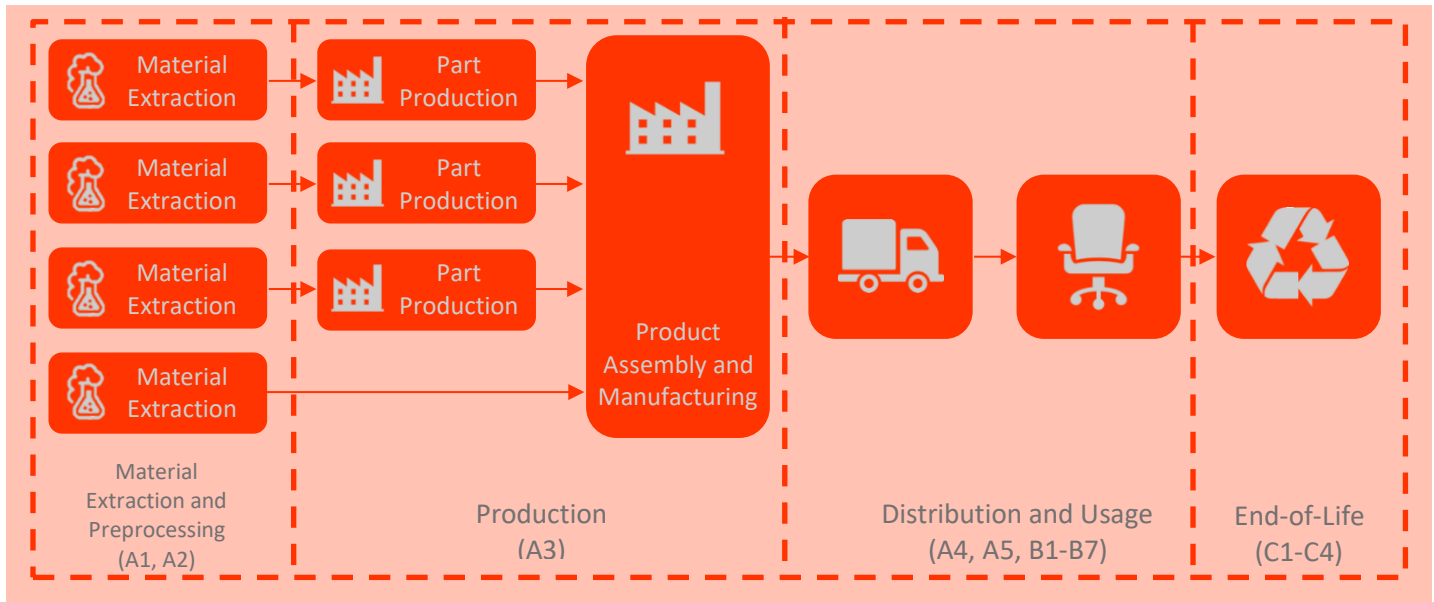 Material
Extraction
Part
Production
Material
Extraction
Part
Production
Material
Extraction
Part
Production
Material
Extraction
Product
Assembly and
Manufacturing
Material
Extraction and
Preprocessing
(A1, A2)
Production
(A3)
Distribution and Usage
(A4, A5, B1-B7)
End-of-Life
(C1-C4)